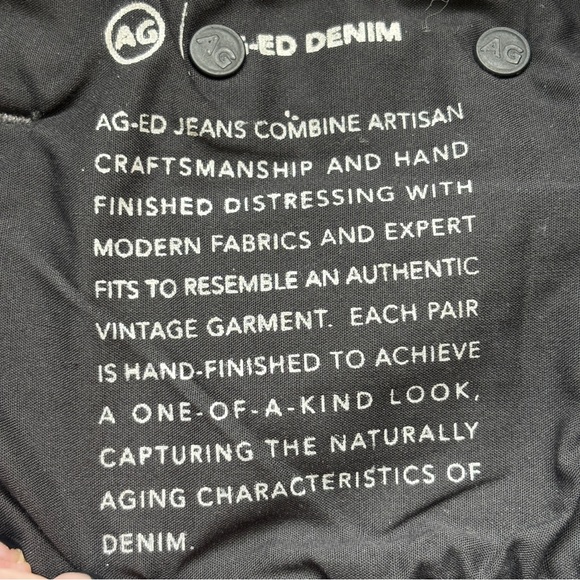 AG -ED DENIM
AG AG
AG-ED JEANS COMBINE ARTISAN
CRAFTSMANSHIP AND HAND
FINISHED DISTRESSING WITH
MODERN FABRICS AND EXPERT
FITS TO RESEMBLE AN AUTHENTIC
VINTAGE GARMENT. EACH PAIR
IS HAND-FINISHED TO ACHIEVE
A ONE-OF-A-KIND LOOK,
CAPTURING THE NATURALLY
AGING CHARACTERISTICS OF
DENIM.